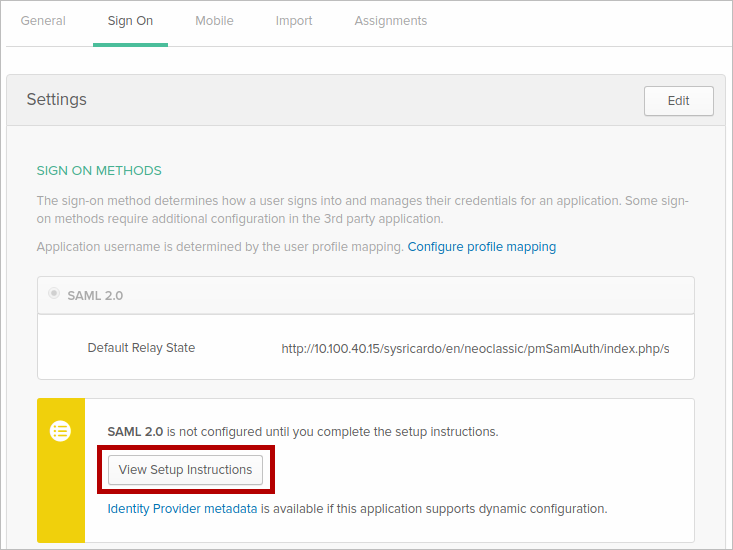 General Sign On Mobile Import Assignments
Settings
Edit
SIGN ON METHODS
The sign-on method determines how a user signs into and manages their credentials for an application. Some sign-
on methods require additional configuration in the 3rd party application.
Application username is determined by the user profile mapping. Configure profile mapping
SAML 2.0
Default Relay State http://10.100.40.15/sysricardo/en/neoclassic/pmSamlAuth/index.php/s
SAML 2.0 is not configured until you complete the setup instructions.
View Setup Instructions
Identity Provider metadata is available if this application supports dynamic configuration.